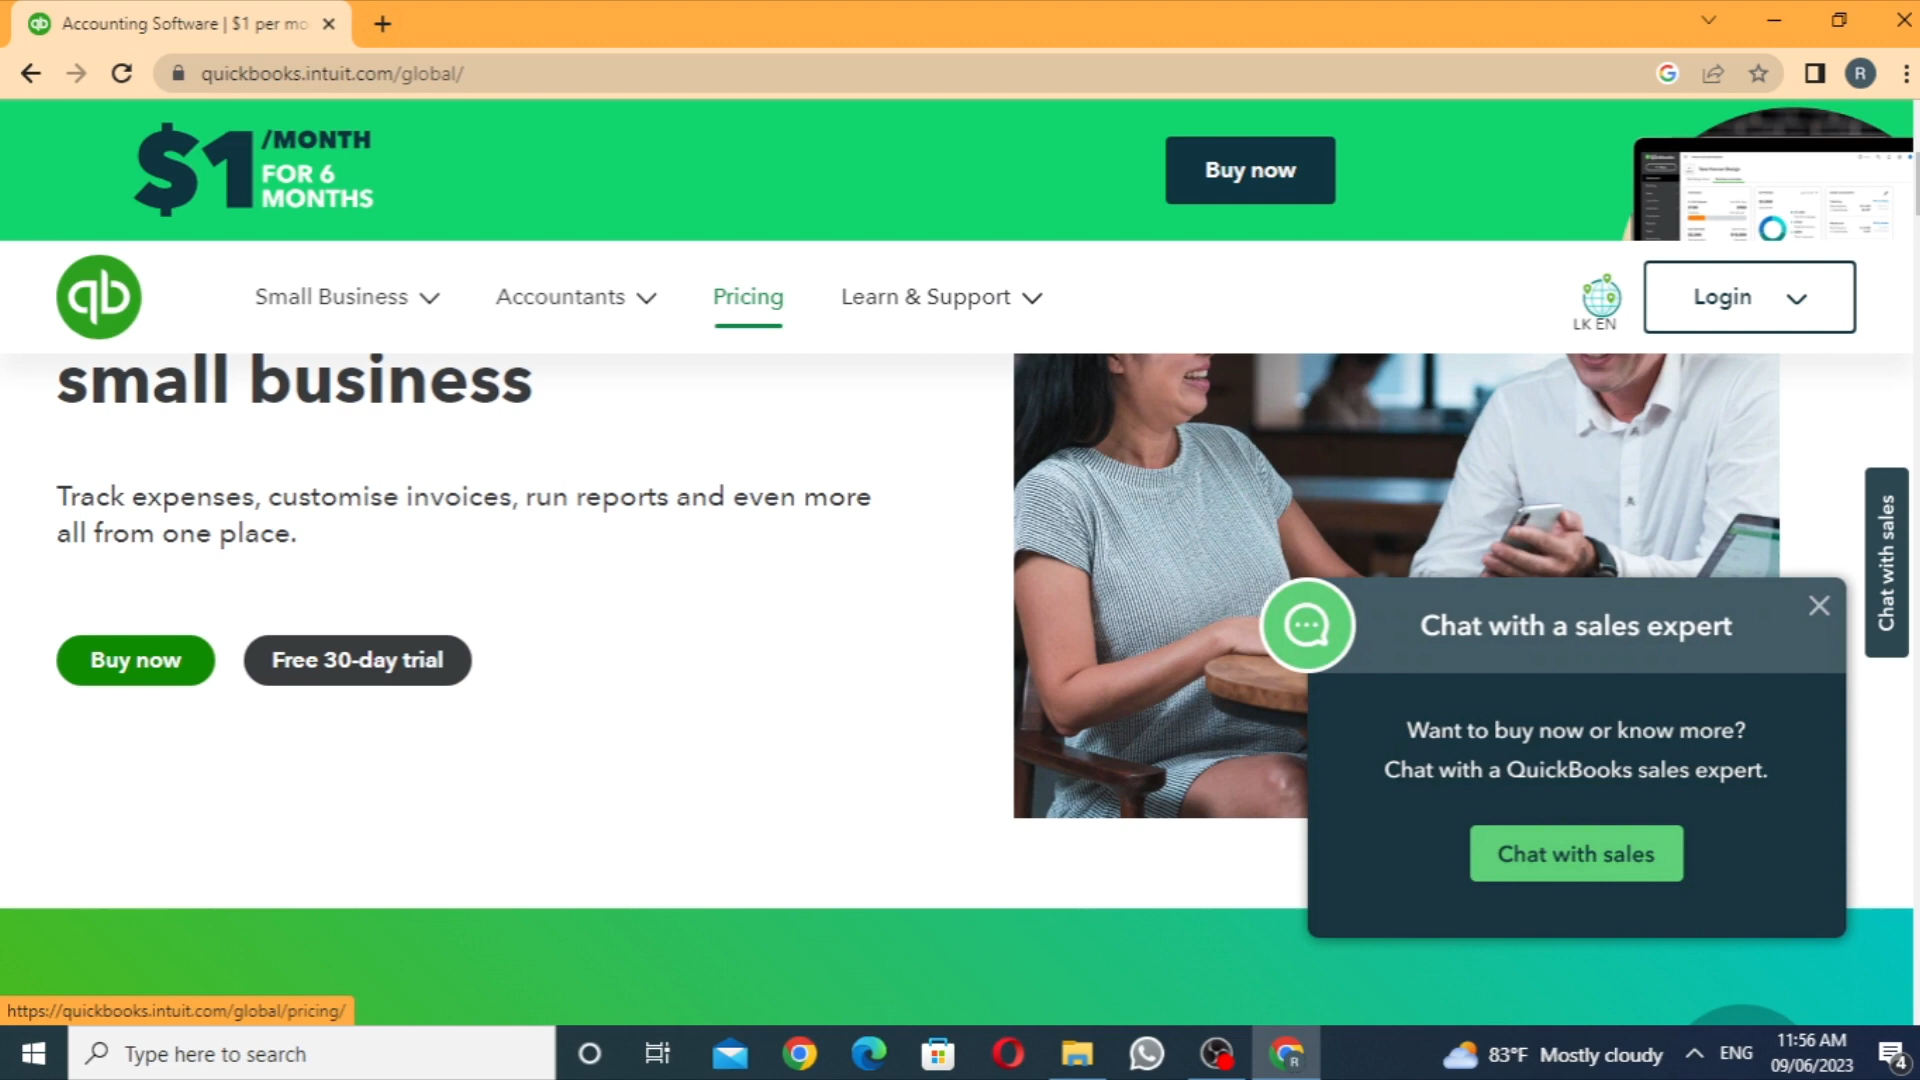 Accounting Software | $1 per mo
quickbooks.intuit.com/global/
R
$1 /MONTH
FOR 6
MONTHS
Buy now
qb
Small Business
Accountants
Pricing
Learn & Support
LK EN
Login
small business
Track expenses, customise invoices, run reports and even more
all from one place.
Buy now
Free 30-day trial
Chat with sales
Chat with a sales expert
Want to buy now or know more?
Chat with a QuickBooks sales expert.
Chat with sales
https://quickbooks.intuit.com/global/pricing/
Type here to search
R
83°F Mostly cloudy
ENG
11:56 AM
09/06/2023
4